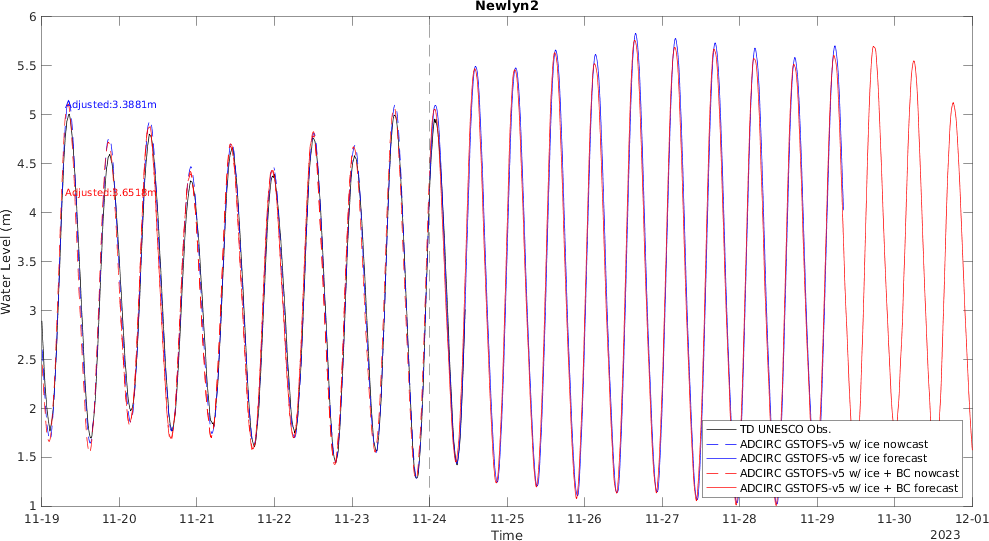 Newlyn2
Water Level (m)
6
5.5
5
4.5
4
3.5
3
2.5
2
1.5
1
Adjusted:3.3881m
Adjusted:3.6518m
TD UNESCO Obs.
ADCIRC GSTOFS-v5 w/ ice nowcast
ADCIRC GSTOFS-v5 w/ ice forecast
ADCIRC GSTOFS-v5 w/ ice + BC nowcast
ADCIRC GSTOFS-v5 w/ ice + BC forecast
11-19 11-20 11-21 11-22 11-23 11-24 11-25 11-26 11-27 11-28 11-29 11-30 12-01
Time
2023